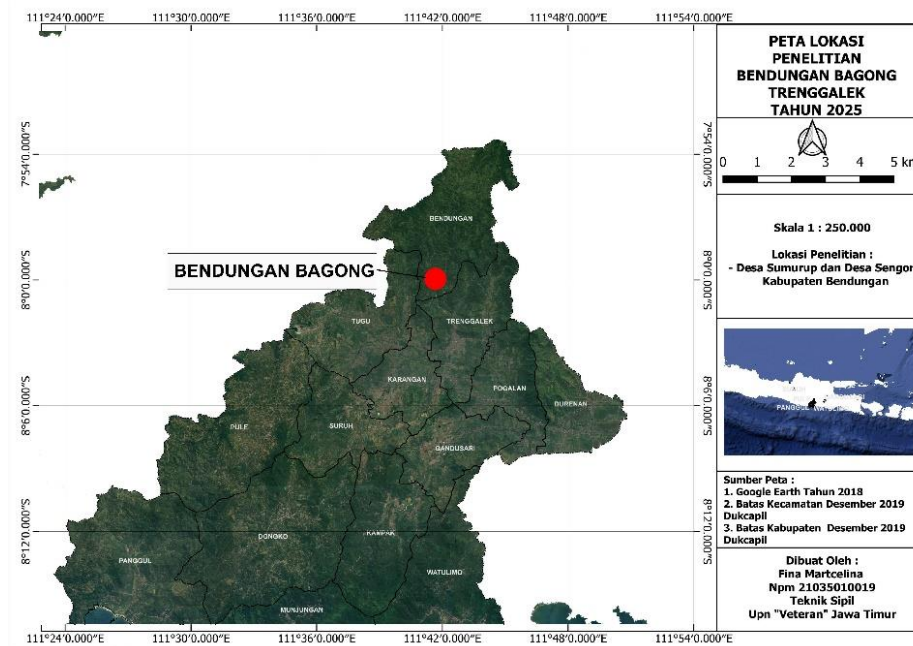 111°24'0.000"E 111°30'0.000"E 111°36'0.000"E 111°42'0.000"E 111°48'0.000"E 111°54'0.000"E
7°54'0.000"S
7°54'0.000"S
8°0'0.000"S
8°0'0.000"S
8°6'0.000"S
8°6'0.000"S
8°12'0.000"S
8°12'0.000"S
BENDUNGAN
BENDUNGAN BAGONG
TUGU
TRENGGALEK
KARANGAN
POGALAN
DURENAN
PULE
SURUH
GANDUSARI
PANGGUL
DONGKO
KAMPAK
WATULIMO
MUNJUNGAN
111°24'0.000"E 111°30'0.000"E 111°36'0.000"E 111°42'0.000"E 111°48'0.000"E 111°54'0.000"E
PETA LOKASI
PENELITIAN
BENDUNGAN BAGONG
TRENGGALEK
TAHUN 2025
0 1 2 3 4 5 km
Skala 1 : 250.000
Lokasi Penelitian :
- Desa Sumurup dan Desa Sengon
Kabupaten Bendungan
PANGGUL
Sumber Peta :
1. Google Earth Tahun 2018
2. Batas Kecamatan Desember 2019
Dukcapil
3. Batas Kabupaten Desember 2019
Dukcapil
Dibuat Oleh :
Fina Martcelina
Npm 21035010019
Teknik Sipil
Upn "Veteran" Jawa Timur